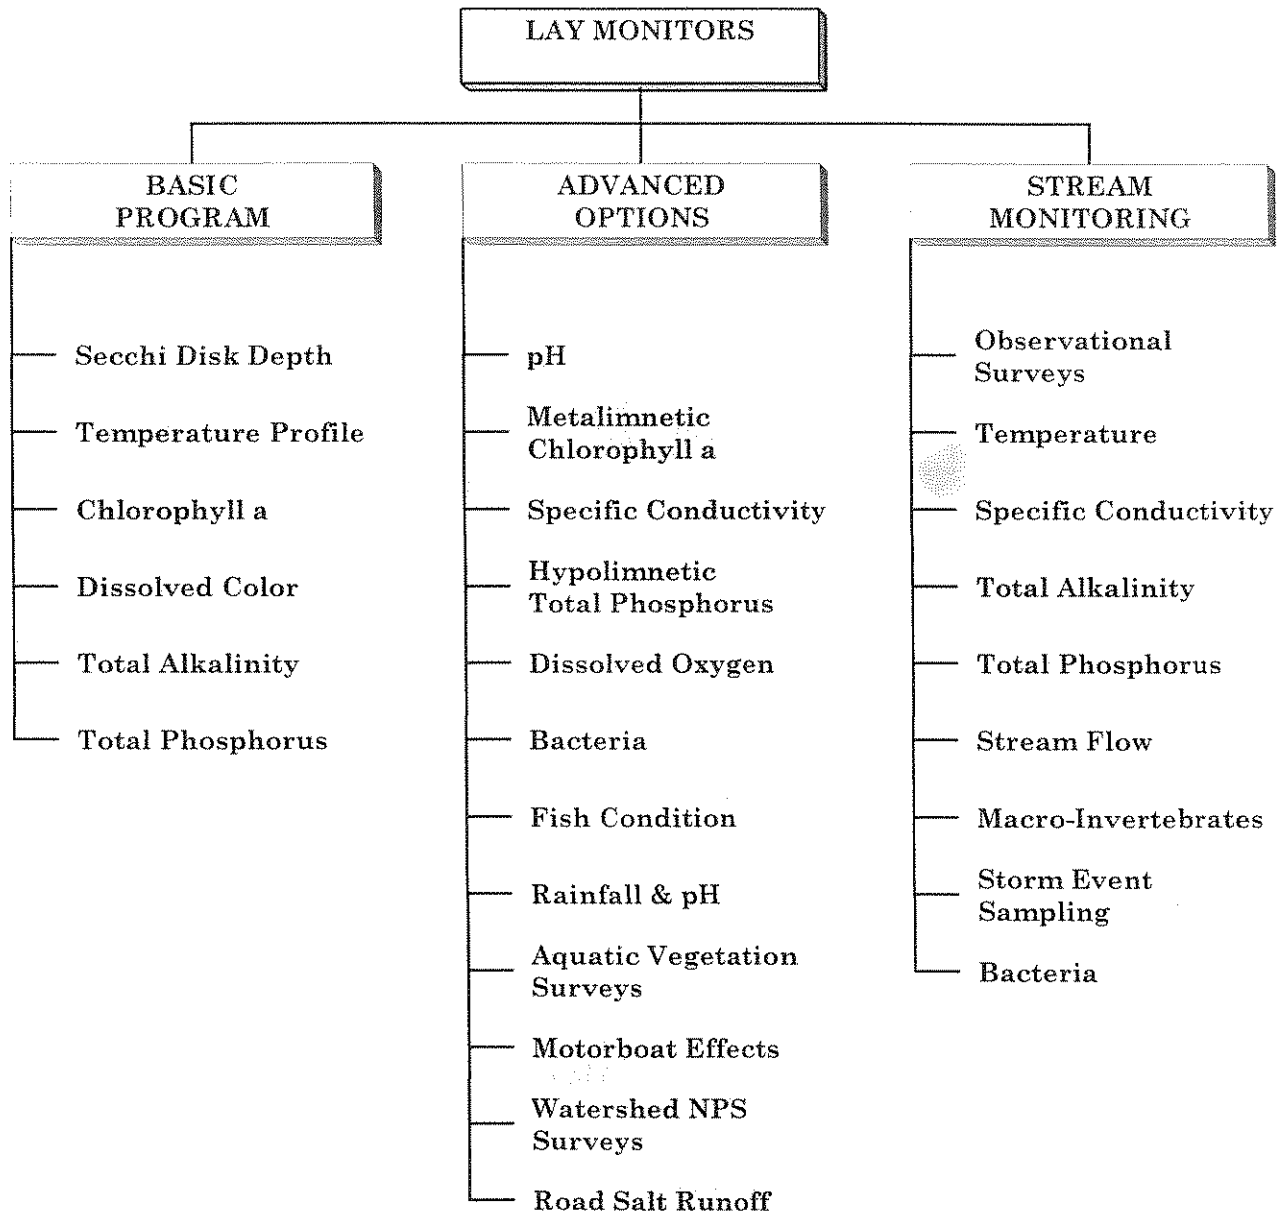 LAY MONITORS
BASIC
PROGRAM
Secchi Disk Depth
Temperature Profile
Chlorophyll a
Dissolved Color
Total Alkalinity
Total Phosphorus
ADVANCED
OPTIONS
pH
Metalimnetic
Chlorophyll a
Specific Conductivity
Hypolimnetic
Total Phosphorus
Dissolved Oxygen
Bacteria
Fish Condition
Rainfall & pH
Aquatic Vegetation
Surveys
Motorboat Effects
Watershed NPS
Surveys
Road Salt Runoff
STREAM
MONITORING
Observational
Surveys
Temperature
Specific Conductivity
Total Alkalinity
Total Phosphorus
Stream Flow
Macro-Invertebrates
Storm Event
Sampling
Bacteria